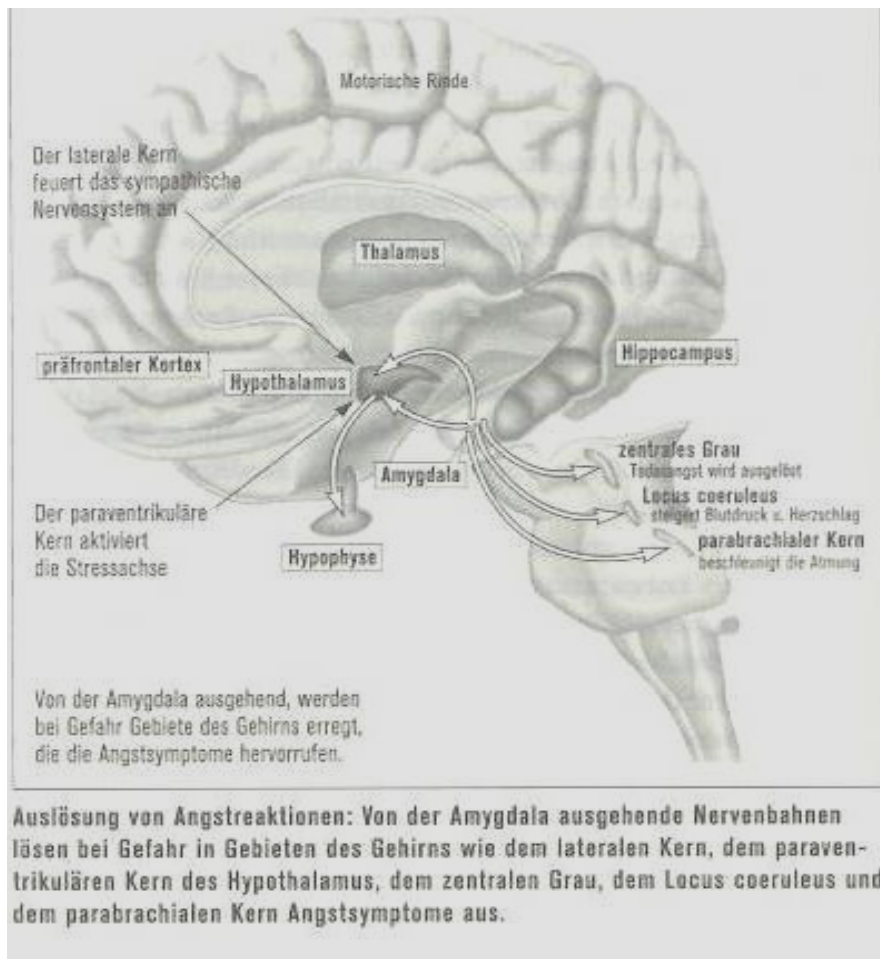 Motorische Rinde
Der laterale Kern
feuert das sympathische
Nervensystem an
Thalamus
präfrontaler Kortex
Hypothalamus
Hippocampus
Amygdala
zentrales Grau
Todesangst wird ausgelöst
Locus coeruleus
steigert Blutdruck u. Herzschlag
parabrachialer Kern
beschleunigt die Atmung
Der paraventrikuläre
Kern aktiviert
die Stressachse
Hypophyse
Von der Amygdala ausgehend, werden
bei Gefahr Gebiete des Gehirns erregt,
die die Angstsymptome hervorrufen.
Auslösung von Angstreaktionen: Von der Amygdala ausgehende Nervenbahnen
lösen bei Gefahr in Gebieten des Gehirns wie dem lateralen Kern, dem paraven-
trikulären Kern des Hypothalamus, dem zentralen Grau, dem Locus coeruleus und
dem parabrachialen Kern Angstsymptome aus.